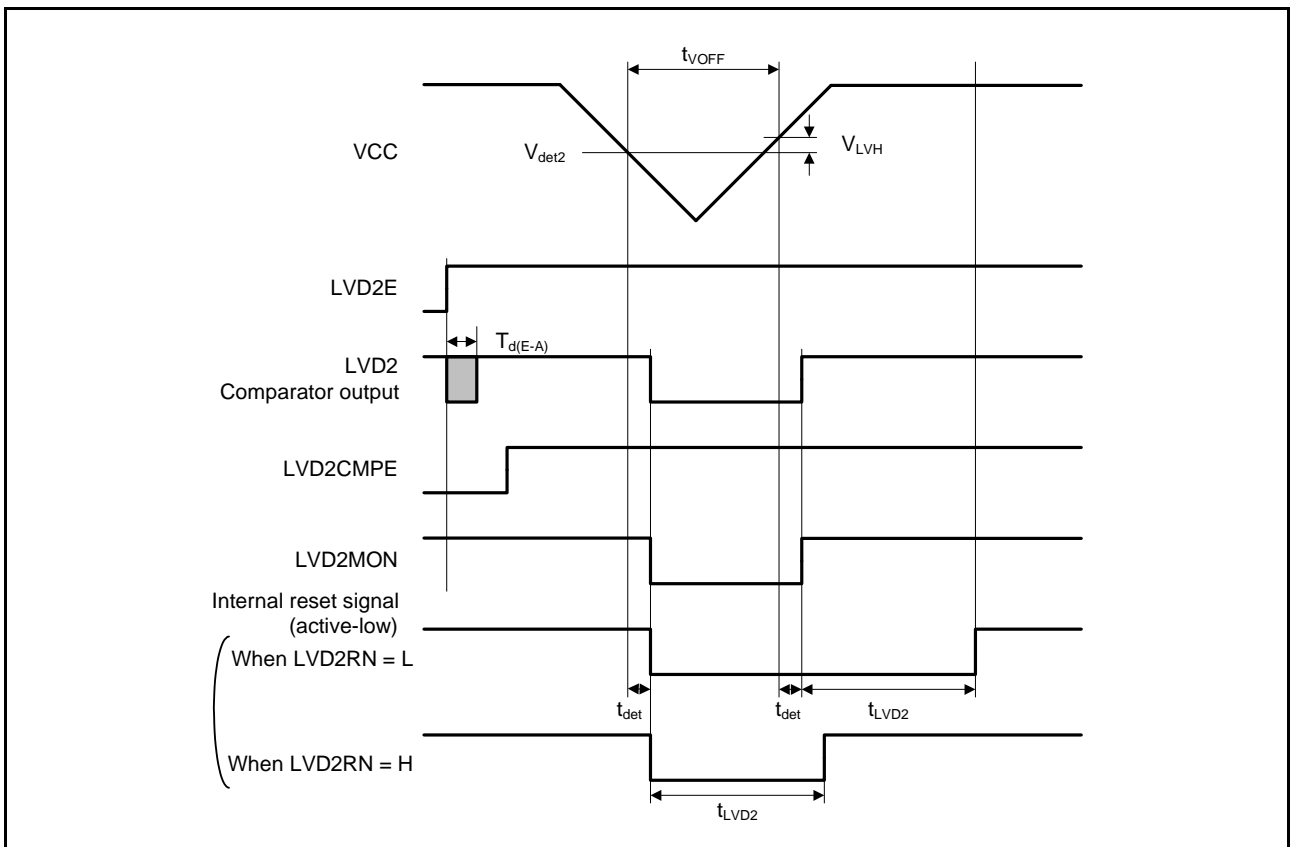 tVOFF
VCC
Vdet2
VLVH
LVD2E
Td(E-A)
LVD2
Comparator output
LVD2CMPE
LVD2MON
Internal reset signal
(active-low)
When LVD2RN = L
tdet
tdet
tLVD2
When LVD2RN = H
tLVD2